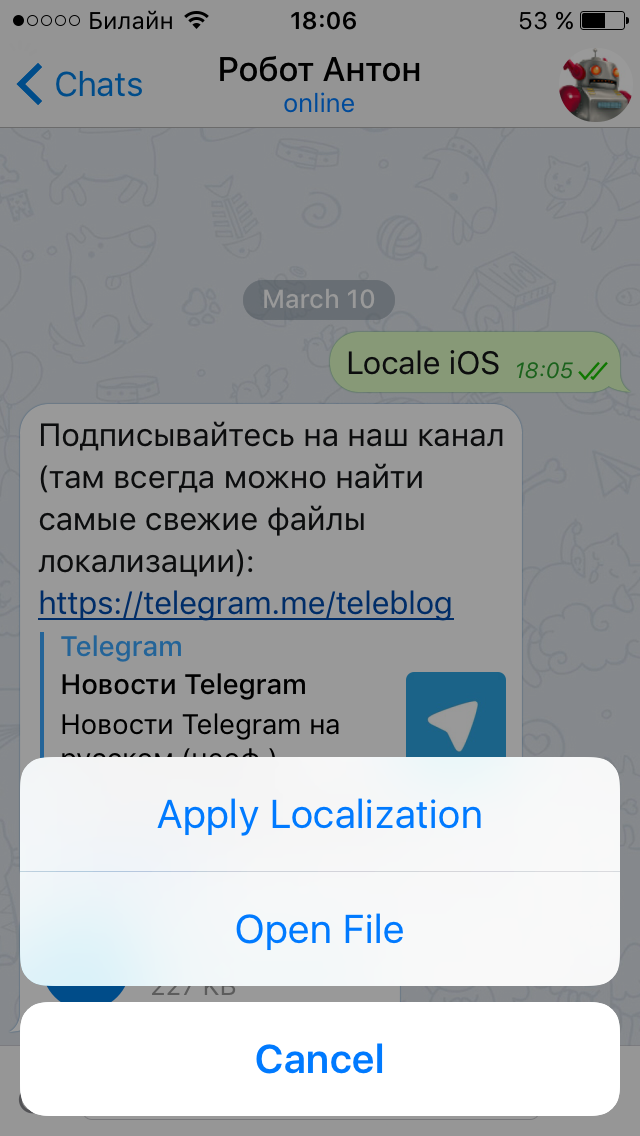 Билайн 18:06 53 %
Chats Робот Антон
online
March 10
Locale iOS 18:05
Подписывайтесь на наш канал
(там всегда можно найти
самые свежие файлы
локализации):
https://telegram.me/teleblog
Telegram
Новости Telegram
Новости Telegram на
русском (неоф.)
Apply Localization
Open File
227 KB
Cancel